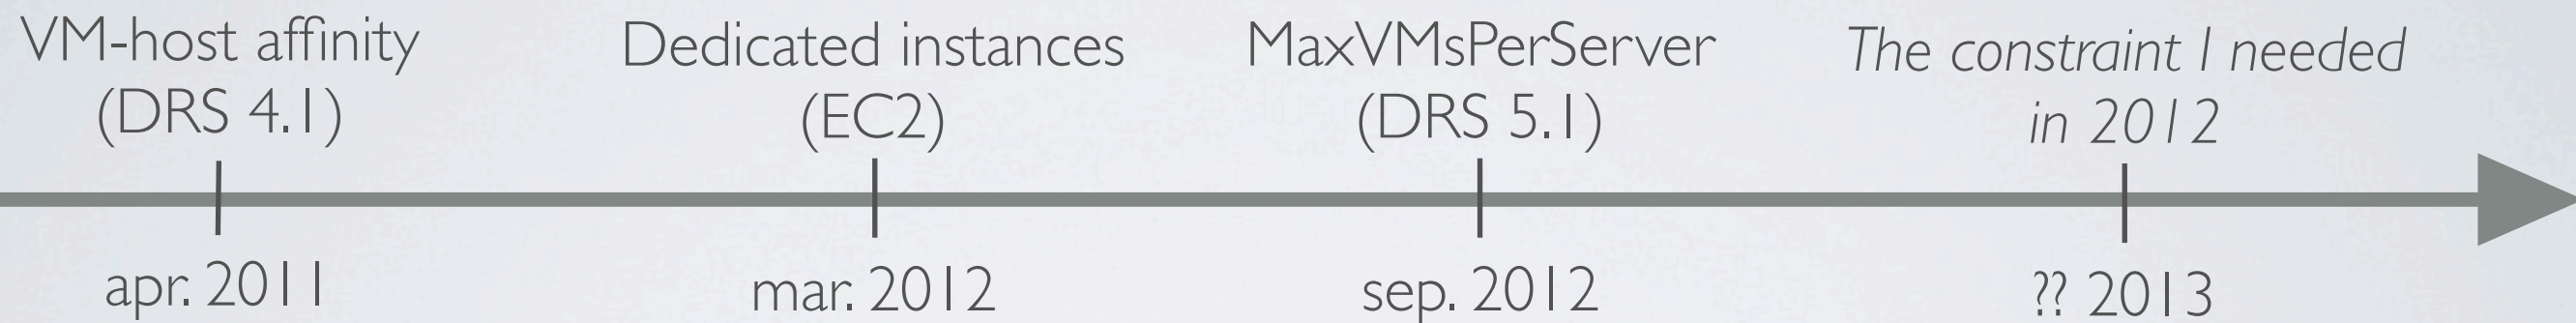 VM-host affinity
(DRS 4.1)
Dedicated instances
(EC2)
MaxVMsPerServer
(DRS 5.1)
The constraint I needed
in 2012
apr. 2011
mar. 2012
sep. 2012
?? 2013